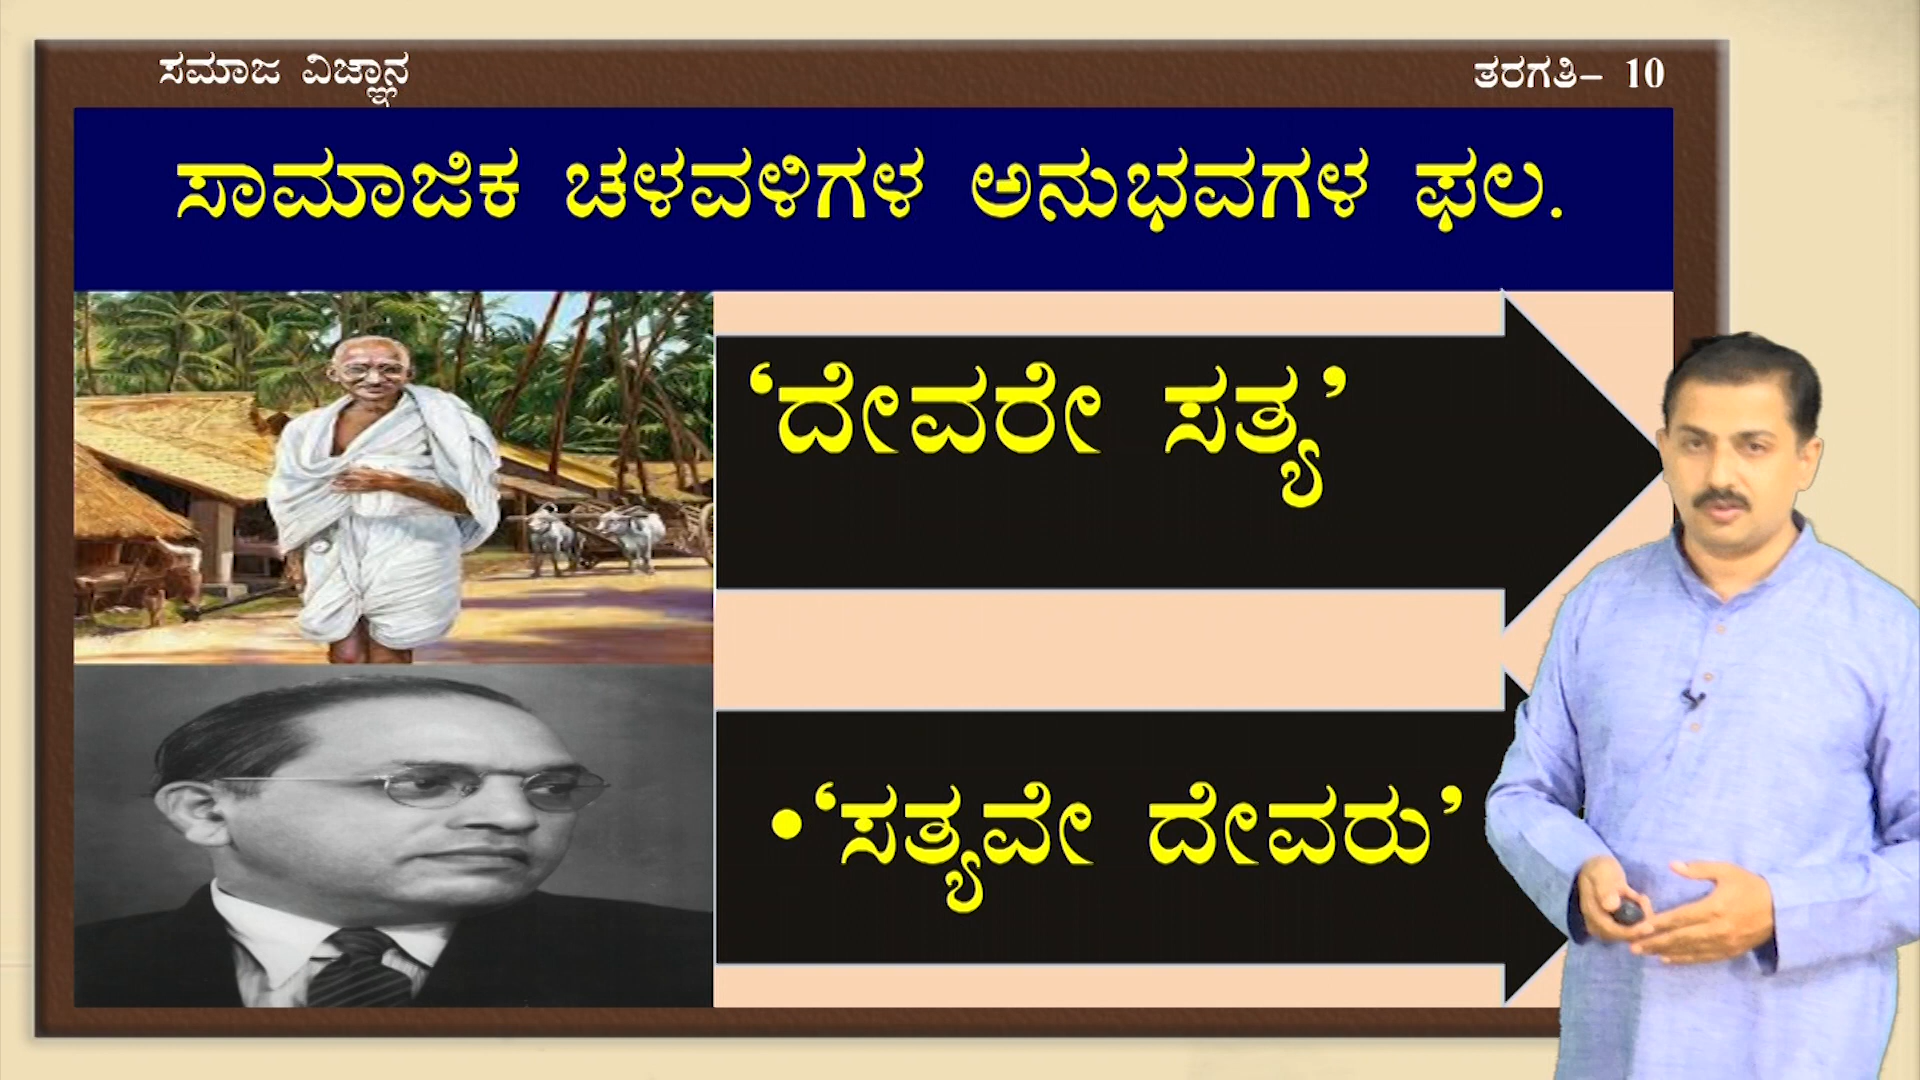 ಸಮಾಜ ವಿಜ್ಞಾನ
ತರಗತಿ– 10
ಸಾಮಾಜಿಕ ಚಳವಳಿಗಳ ಅನುಭವಗಳ ಫಲ.
‘ದೇವರೇ ಸತ್ಯ’
•‘ಸತ್ಯವೇ ದೇವರು’